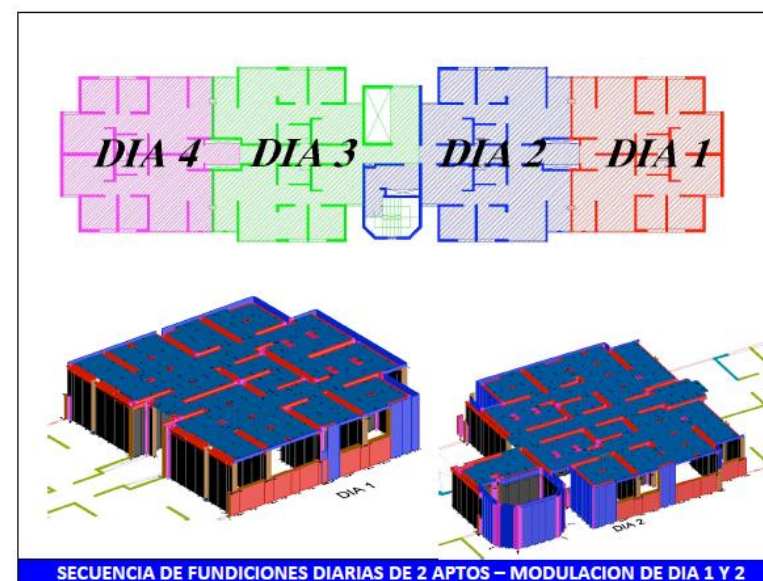 DIA 4 DIA 3 DIA 2 DIA 1
DIA 1
DIA 2
SECUENCIA DE FUNDICIONES DIARIAS DE 2 APTOS – MODULACION DE DIA 1 Y 2